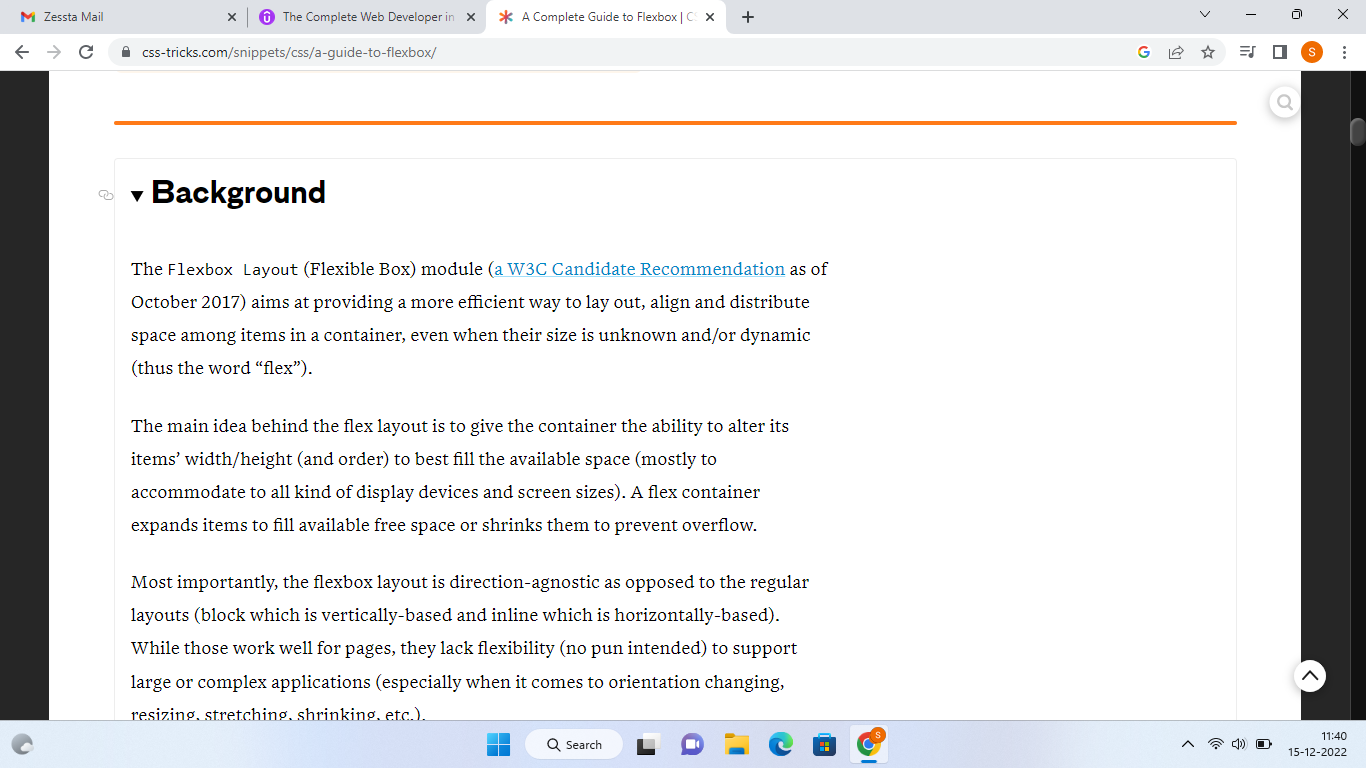 Zessta Mail
The Complete Web Developer in
A Complete Guide to Flexbox | CS
css-tricks.com/snippets/css/a-guide-to-flexbox/
S
Background
The Flexbox Layout (Flexible Box) module (a W3C Candidate Recommendation as of
October 2017) aims at providing a more efficient way to lay out, align and distribute
space among items in a container, even when their size is unknown and/or dynamic
(thus the word “flex”).
The main idea behind the flex layout is to give the container the ability to alter its
items’ width/height (and order) to best fill the available space (mostly to
accommodate to all kind of display devices and screen sizes). A flex container
expands items to fill available free space or shrinks them to prevent overflow.
Most importantly, the flexbox layout is direction-agnostic as opposed to the regular
layouts (block which is vertically-based and inline which is horizontally-based).
While those work well for pages, they lack flexibility (no pun intended) to support
large or complex applications (especially when it comes to orientation changing,
resizing, stretching, shrinking, etc.).
Search
S
11:40
15-12-2022